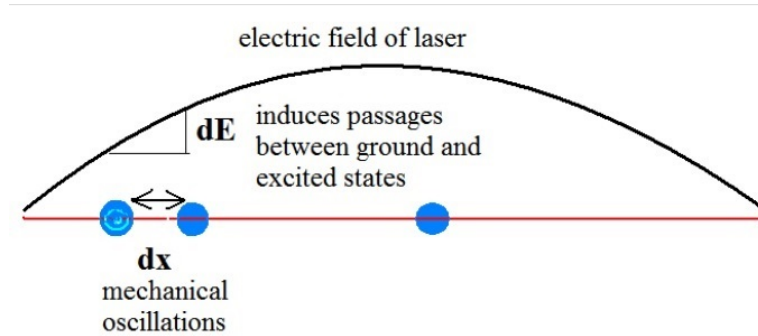 electric field of laser
dE
induces passages
between ground and
excited states
dx
mechanical
oscillations